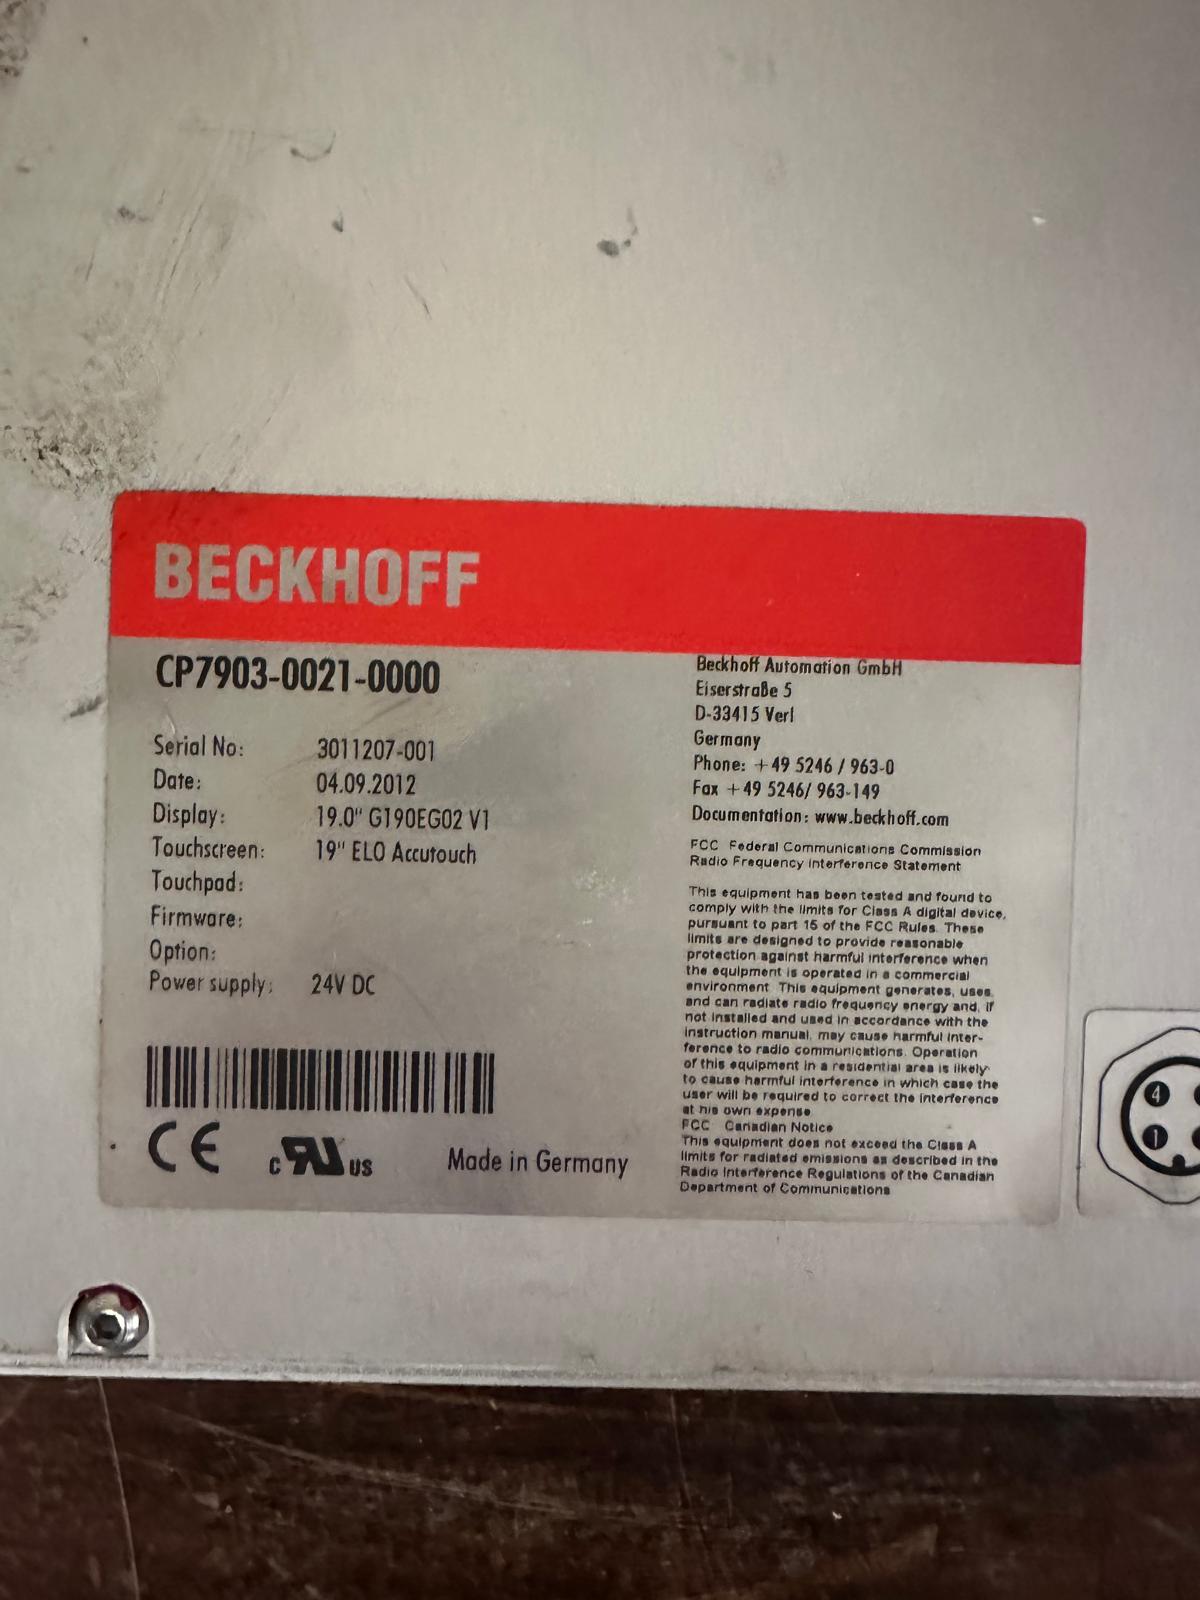 BECKHOFF
CP7903-0021-0000
Serial No: 3011207-001
Date: 04.09.2012
Display: 19.0" G190EG02 V1
Touchscreen: 19" ELO Accutouch
Touchpad:
Firmware:
Option:
Power supply: 24V DC
CE
c RU US
Made in Germany
Beckhoff Automation GmbH
Eiserstraße 5
D-33415 Verl
Germany
Phone: +49 5246 / 963-0
Fax +49 5246/ 963-149
Documentation: www.beckhoff.com
FCC Federal Communications Commission
Radio Frequency Interference Statement
This equipment has been tested and found to
comply with the limits for Class A digital device,
pursuant to part 15 of the FCC Rules. These
limits are designed to provide reasonable
protection against harmful interference when
the equipment is operated in a commercial
environment. This equipment generates, uses,
and can radiate radio frequency energy and, if
not installed and used in accordance with the
instruction manual, may cause harmful inter-
ference to radio communications. Operation
of this equipment in a residential area is likely
to cause harmful interference in which case the
user will be required to correct the interference
at his own expense.
FCC Canadian Notice
This equipment does not exceed the Class A
limits for radiated emissions as described in the
Radio Interference Regulations of the Canadian
Department of Communications
4
1